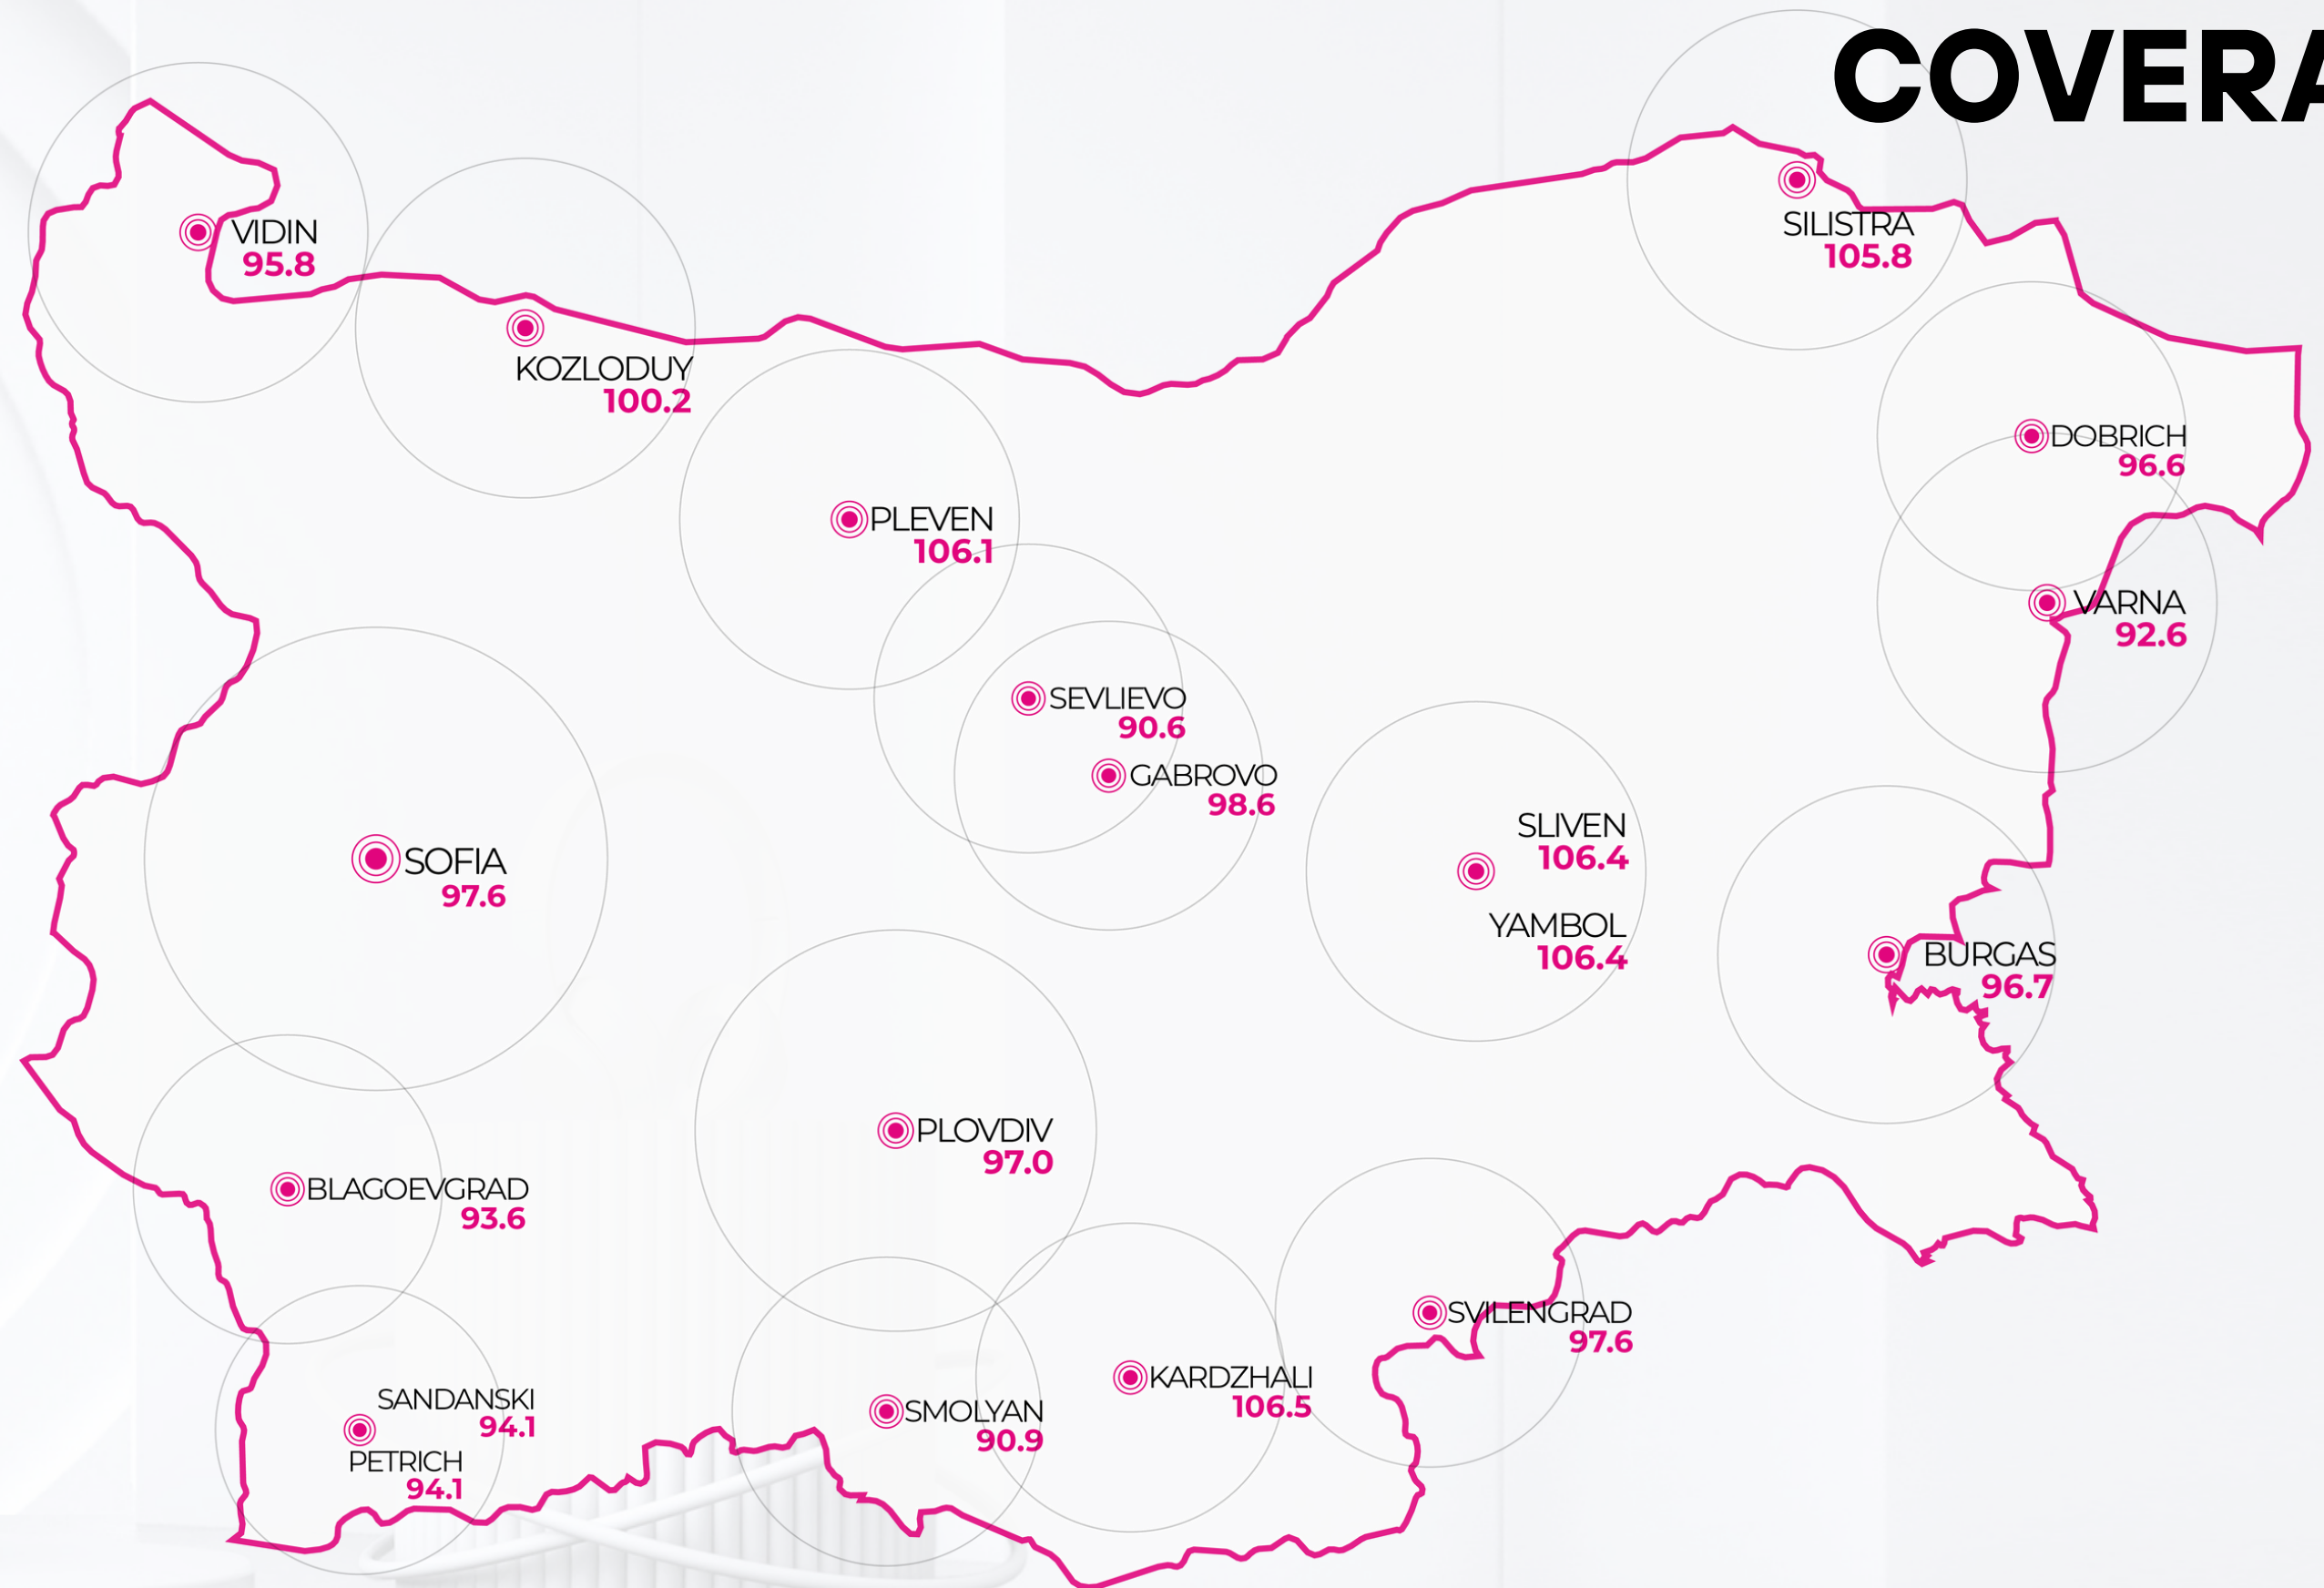 COVERA
VIDIN
95.8
KOZLODUY
100.2
SILISTRA
105.8
DOBRICH
96.6
PLEVEN
106.1
VARNA
92.6
SEVLIEVO
90.6
GABROVO
98.6
SOFIA
97.6
SLIVEN
106.4
YAMBOL
106.4
BURGAS
96.7
PLOVDIV
97.0
BLAGOEVGRAD
93.6
SVILENGRAD
97.6
KARDZHALI
106.5
SMOLYAN
90.9
SANDANSKI
94.1
PETRICH
94.1